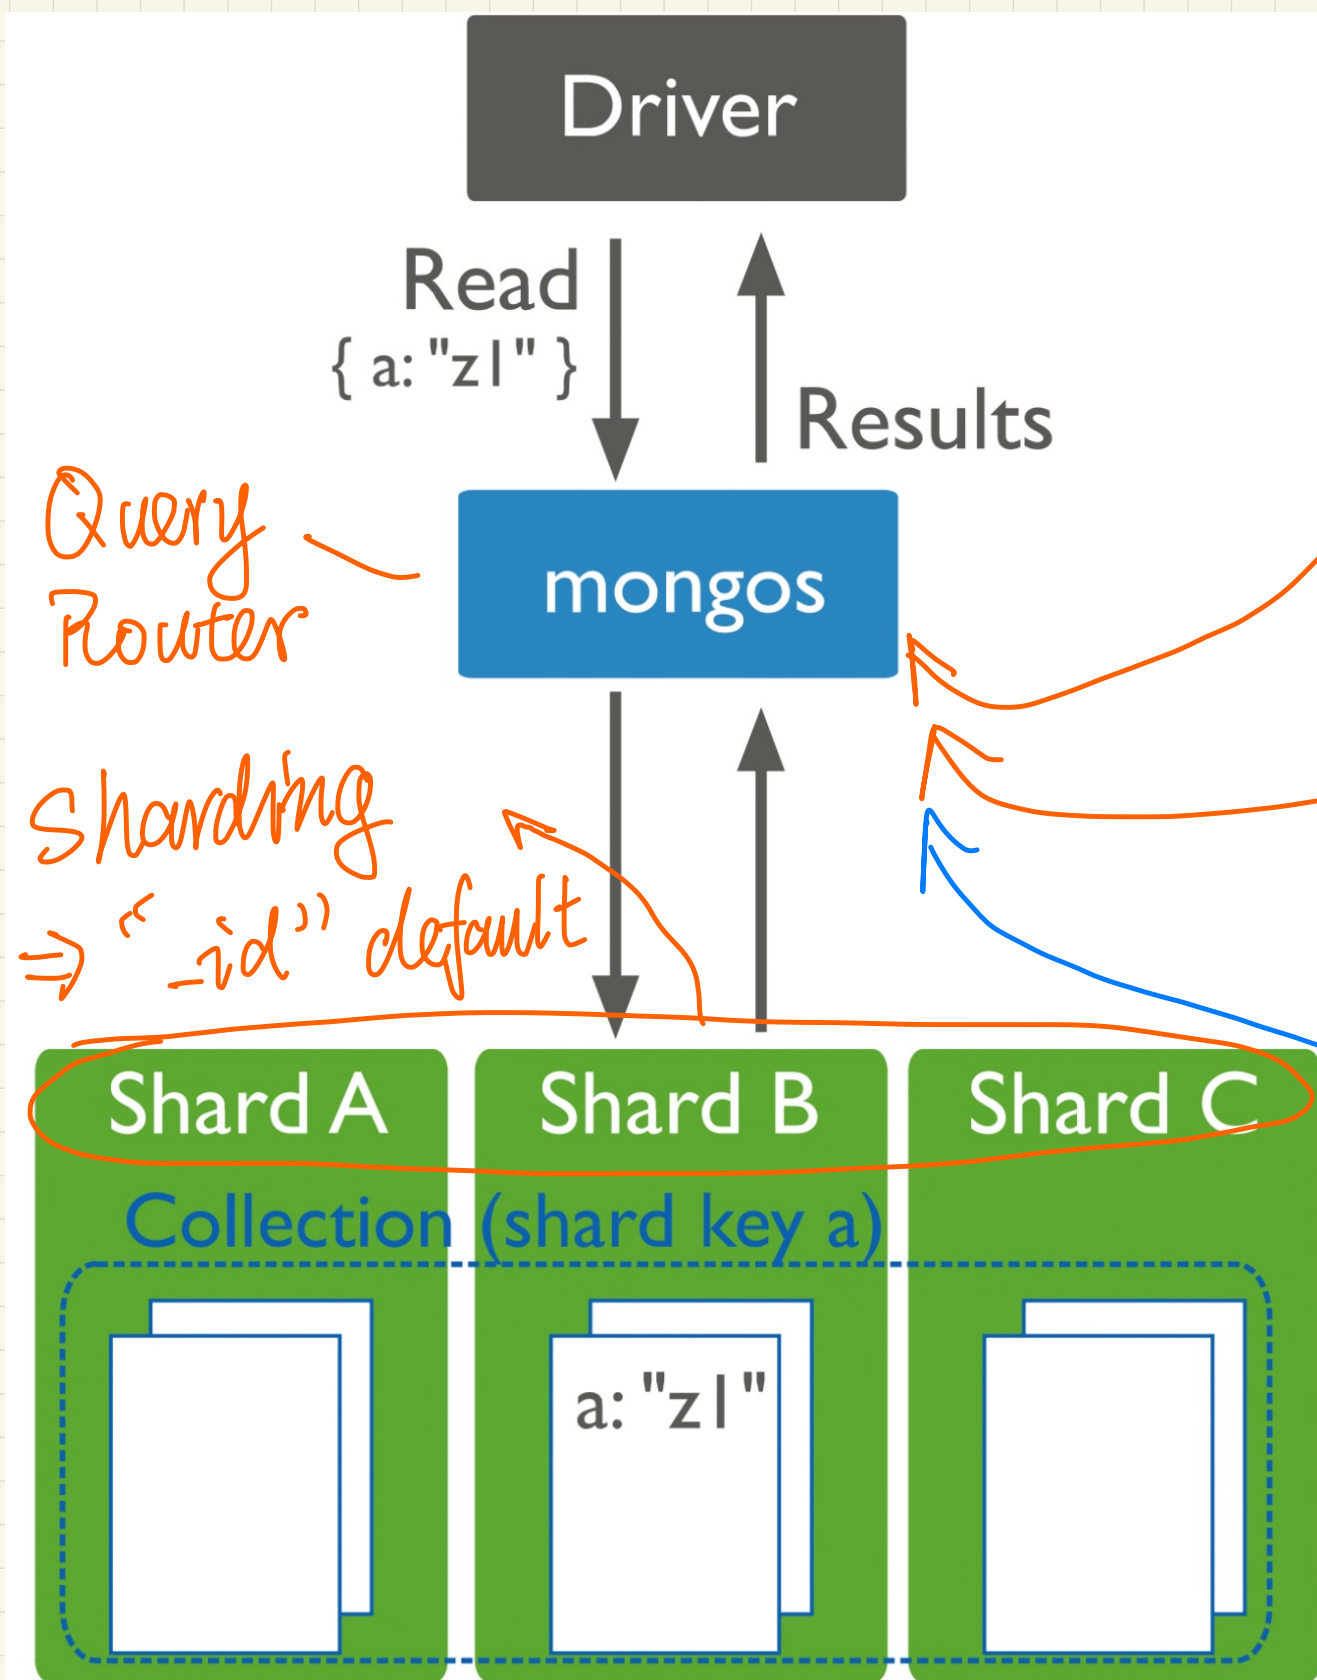 Driver
Read
{ a: "z1" }
Results
Query
Router
mongos
Sharding
⇒ "_id" default
Shard A
Shard B
Shard C
Collection (shard key a)
a: "z1"